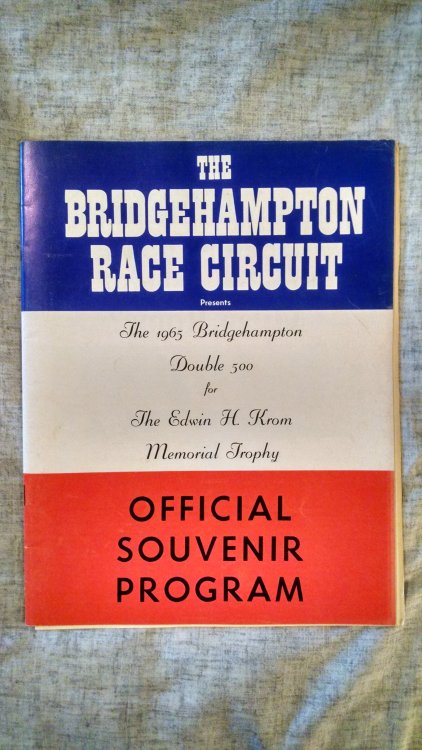 THE
BRIDGEHAMPTON
RACE CIRCUIT
Presents
The 1965 Bridgehampton
Double 500
for
The Edwin H. Krom
Memorial Trophy
OFFICIAL
SOUVENIR
PROGRAM